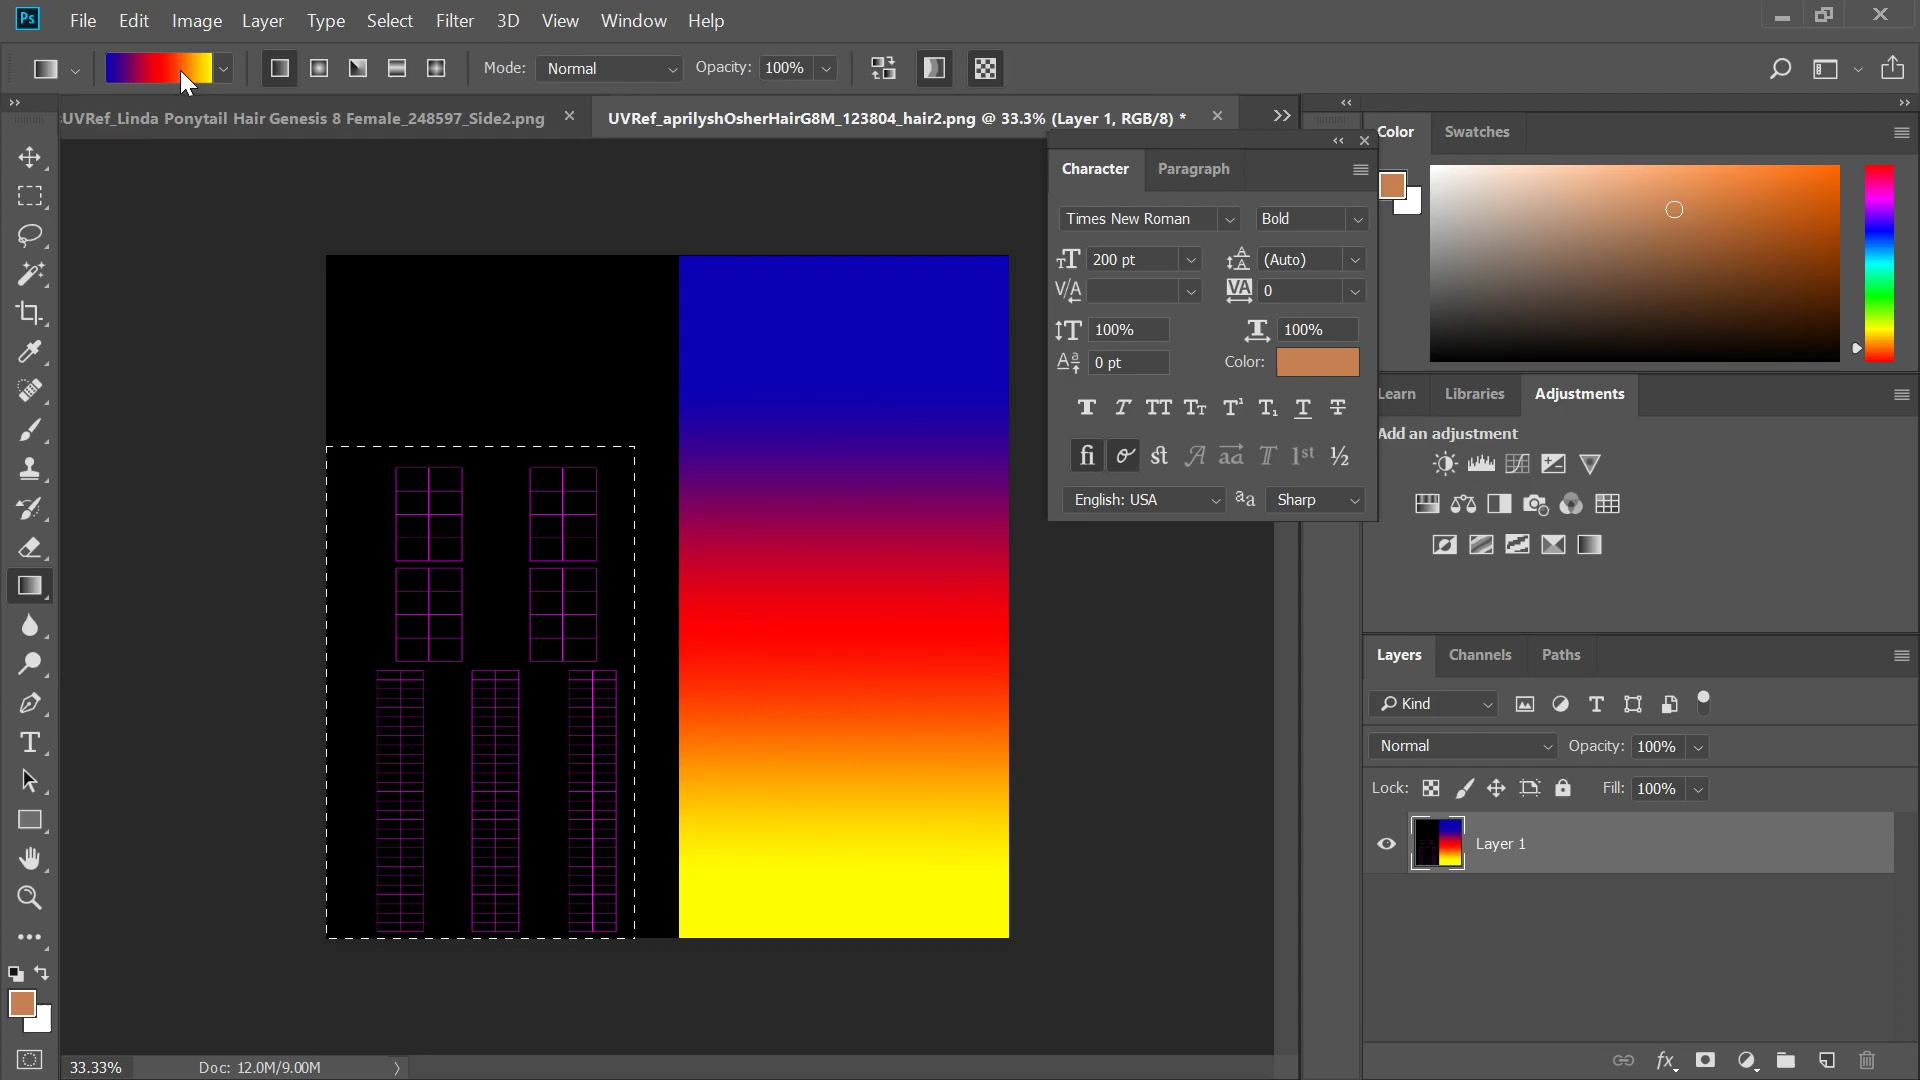 Ps File Edit Image Layer Type Select Filter 3D View Window Help
Mode: Normal Opacity: 100%
UVRef_Linda Ponytail Hair Genesis 8 Female_248597_Side2.png
UVRef_aprilyshOsherHairG8M_123804_hair2.png @ 33.3% (Layer 1, RGB/8) *
Character Paragraph
Times New Roman Bold
200 pt (Auto)
0
100% 100%
0 pt Color:
English: USA Sharp
Color Swatches
Learn Libraries Adjustments
Add an adjustment
Layers Channels Paths
Kind
Normal Opacity: 100%
Lock: Fill: 100%
Layer 1
33.33% Doc: 12.0M/9.00M